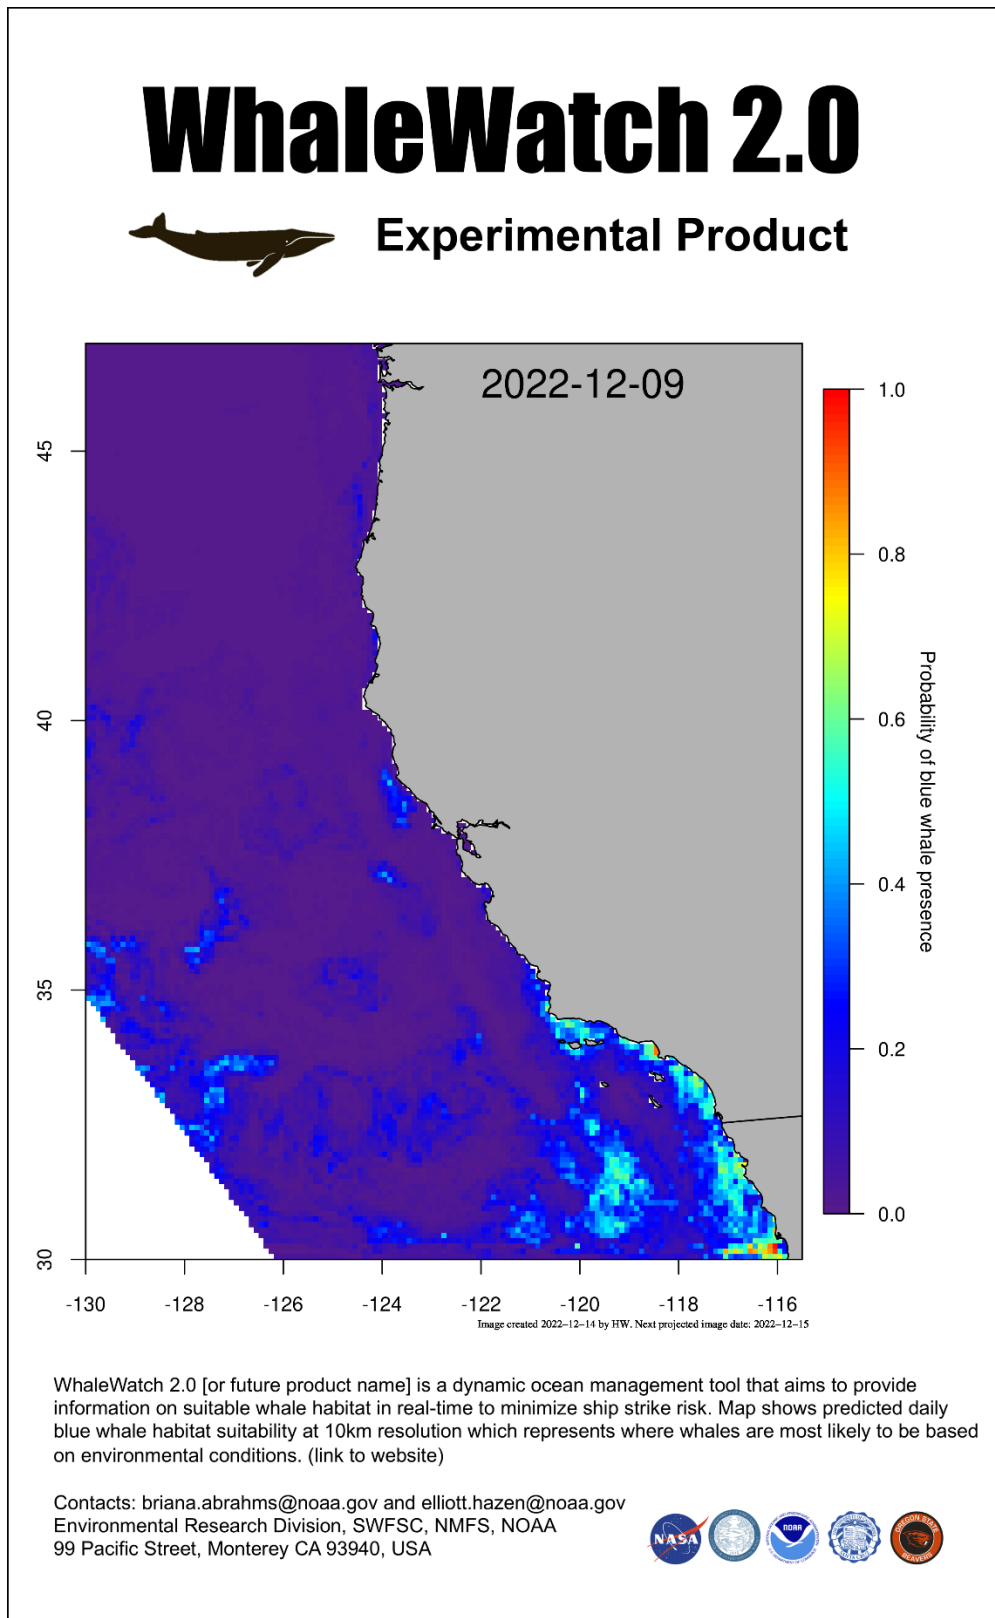 WhaleWatch 2.0
Experimental Product
2022-12-09
45
40
35
30
-130
-128
-126
-124
-122
-120
-118
-116
1.0
0.8
0.6
0.4
0.2
0.0
Probability of blue whale presence
Image created 2022–12–14 by HW. Next projected image date: 2022–12–15
WhaleWatch 2.0 [or future product name] is a dynamic ocean management tool that aims to provide
information on suitable whale habitat in real-time to minimize ship strike risk. Map shows predicted daily
blue whale habitat suitability at 10km resolution which represents where whales are most likely to be based
on environmental conditions. (link to website)
Contacts: briana.abrahms@noaa.gov and elliott.hazen@noaa.gov
Environmental Research Division, SWFSC, NMFS, NOAA
99 Pacific Street, Monterey CA 93940, USA
NASA
NOAA
OREGON STATE
BEAVERS